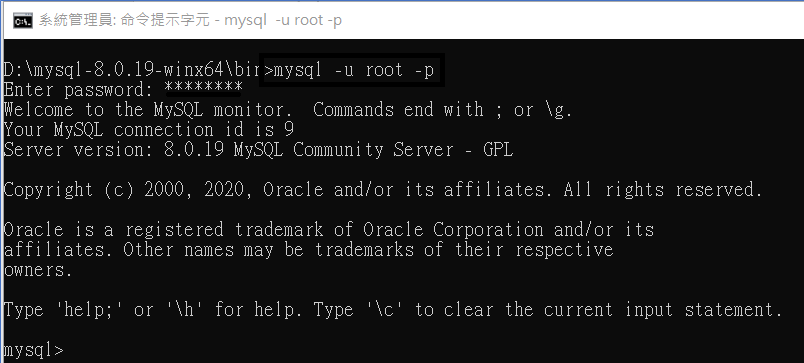 系統管理員: 命令提示字元 - mysql  -u root -p
D:\mysql-8.0.19-winx64\bin>mysql -u root -p
Enter password: ********
Welcome to the MySQL monitor.  Commands end with ; or \g.
Your MySQL connection id is 9
Server version: 8.0.19 MySQL Community Server - GPL
Copyright (c) 2000, 2020, Oracle and/or its affiliates. All rights reserved.
Oracle is a registered trademark of Oracle Corporation and/or its
affiliates. Other names may be trademarks of their respective
owners.
Type 'help;' or '\h' for help. Type '\c' to clear the current input statement.
mysql>